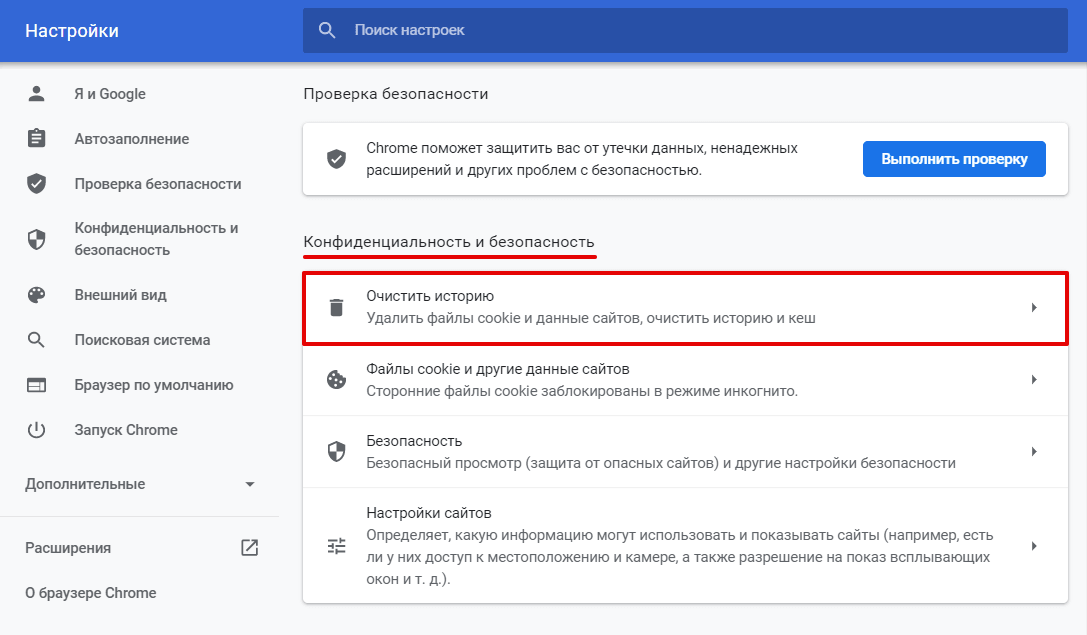 Настройки
Поиск настроек
Я и Google
Автозаполнение
Проверка безопасности
Конфиденциальность и
безопасность
Внешний вид
Поисковая система
Браузер по умолчанию
Запуск Chrome
Дополнительные
Расширения
О браузере Chrome
Проверка безопасности
Chrome поможет защитить вас от утечки данных, ненадежных
расширений и других проблем с безопасностью.
Выполнить проверку
Конфиденциальность и безопасность
Очистить историю
Удалить файлы cookie и данные сайтов, очистить историю и кеш
Файлы cookie и другие данные сайтов
Сторонние файлы cookie заблокированы в режиме инкогнито.
Безопасность
Безопасный просмотр (защита от опасных сайтов) и другие настройки безопасности
Настройки сайтов
Определяет, какую информацию могут использовать и показывать сайты (например, есть
ли у них доступ к местоположению и камере, а также разрешение на показ всплывающих
окон и т. д.).